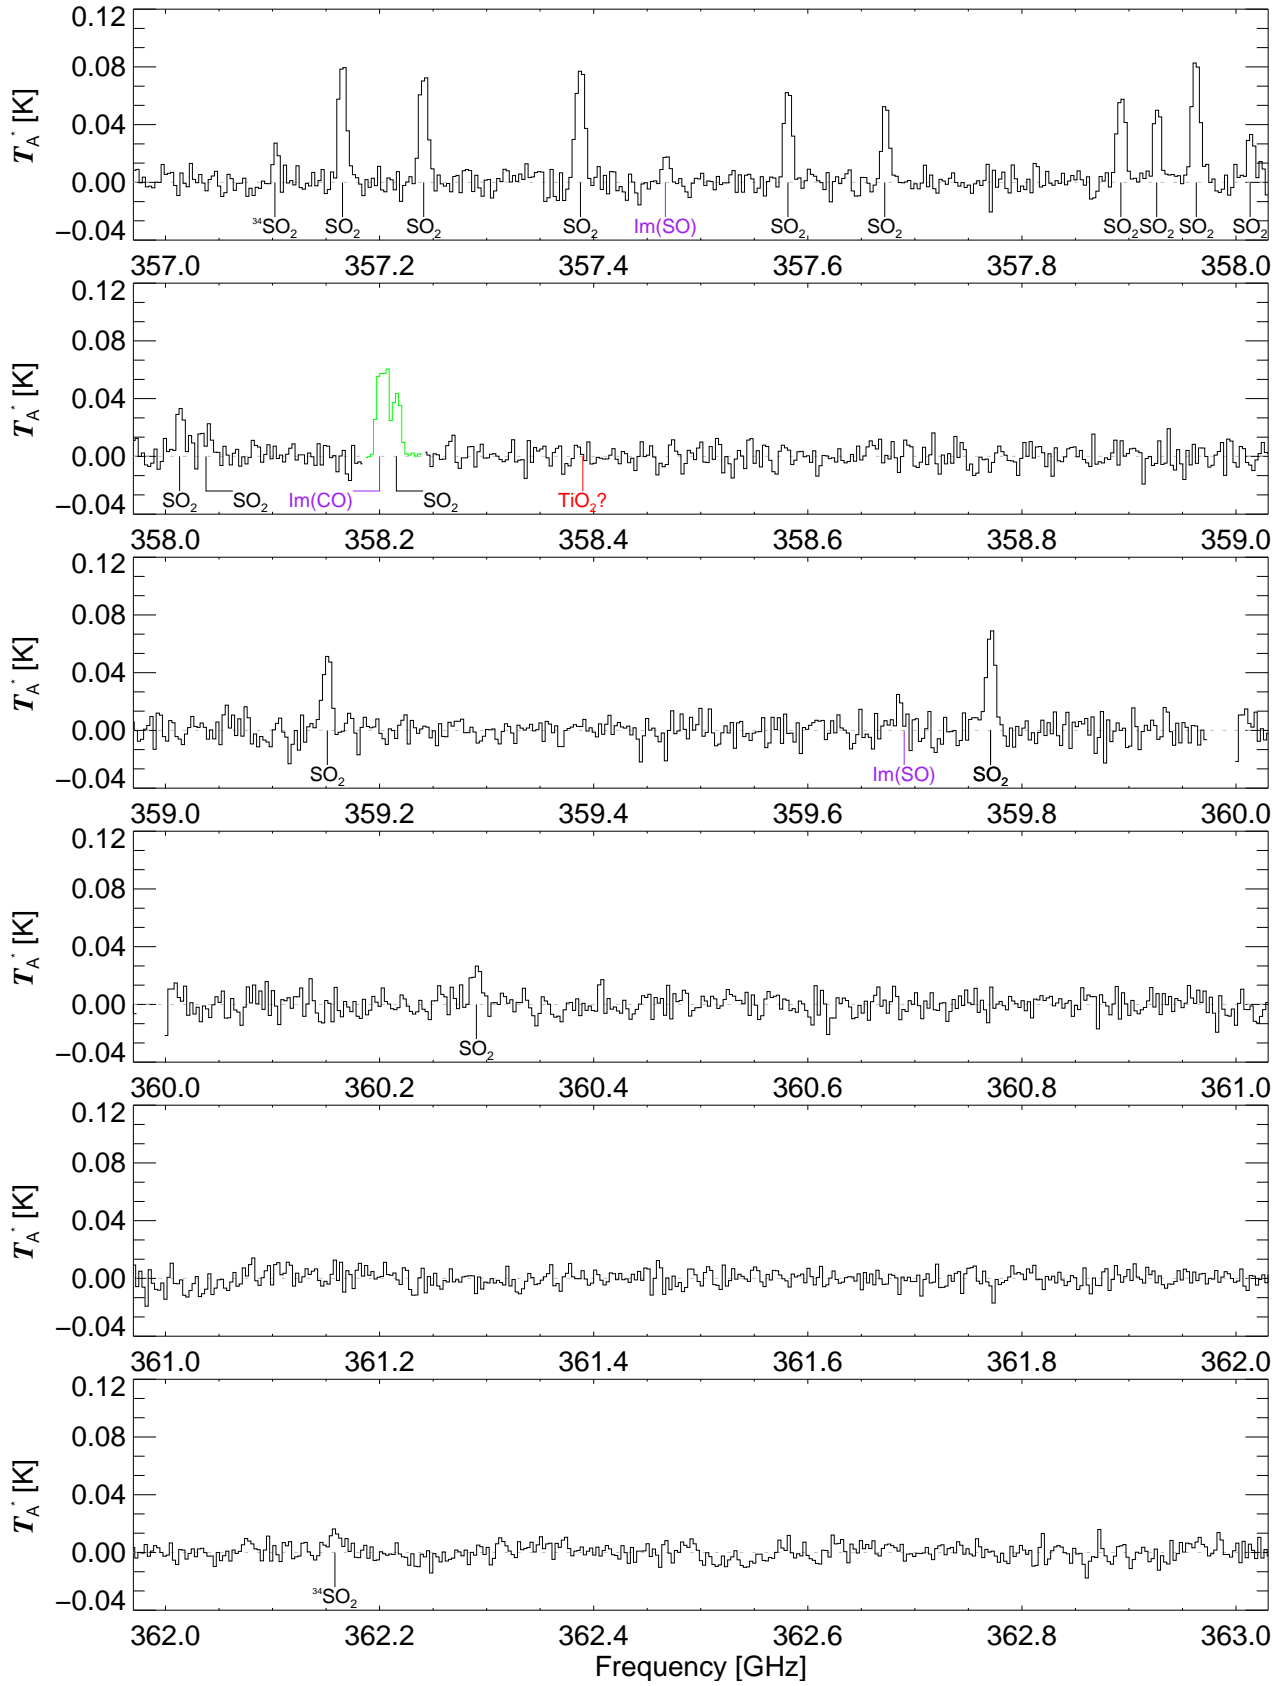 0.12
0.08
0.04
0.00
−0.04
T*A [K]
³⁴SO₂ SO₂ SO₂ SO₂ Im(SO) SO₂ SO₂ SO₂ SO₂ SO₂ SO₂
357.0 357.2 357.4 357.6 357.8 358.0
0.12
0.08
0.04
0.00
−0.04
T*A [K]
SO₂ SO₂ Im(CO) SO₂ TiO₂?
358.0 358.2 358.4 358.6 358.8 359.0
0.12
0.08
0.04
0.00
−0.04
T*A [K]
SO₂ Im(SO) SO₂
359.0 359.2 359.4 359.6 359.8 360.0
0.12
0.08
0.04
0.00
−0.04
T*A [K]
SO₂
360.0 360.2 360.4 360.6 360.8 361.0
0.12
0.08
0.04
0.00
−0.04
T*A [K]
361.0 361.2 361.4 361.6 361.8 362.0
0.12
0.08
0.04
0.00
−0.04
T*A [K]
³⁴SO₂
362.0 362.2 362.4 362.6 362.8 363.0
Frequency [GHz]